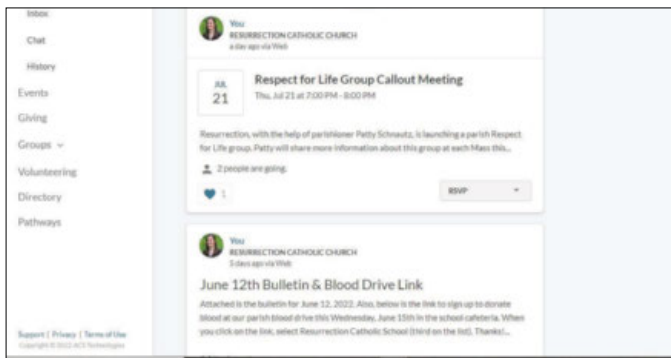 Inbox
Chat
History
Events
Giving
Groups
Volunteering
Directory
Pathways
Support | Privacy | Terms of Use
Copyright © 2022 ACS Technologies
You
RESURRECTION CATHOLIC CHURCH
a day ago via Web
JUL
21
Respect for Life Group Callout Meeting
Thu, Jul 21 at 7:00 PM - 8:00 PM
Resurrection, with the help of parishioner Patty Schnautz, is launching a parish Respect
for Life group. Patty will share more information about this group at each Mass this...
2 people are going.
1
RSVP
You
RESURRECTION CATHOLIC CHURCH
5 days ago via Web
June 12th Bulletin & Blood Drive Link
Attached is the bulletin for June 12, 2022. Also, below is the link to sign up to donate
blood at our parish blood drive this Wednesday, June 15th in the school cafeteria. When
you click on the link, select Resurrection Catholic School (third on the list). Thanks!...